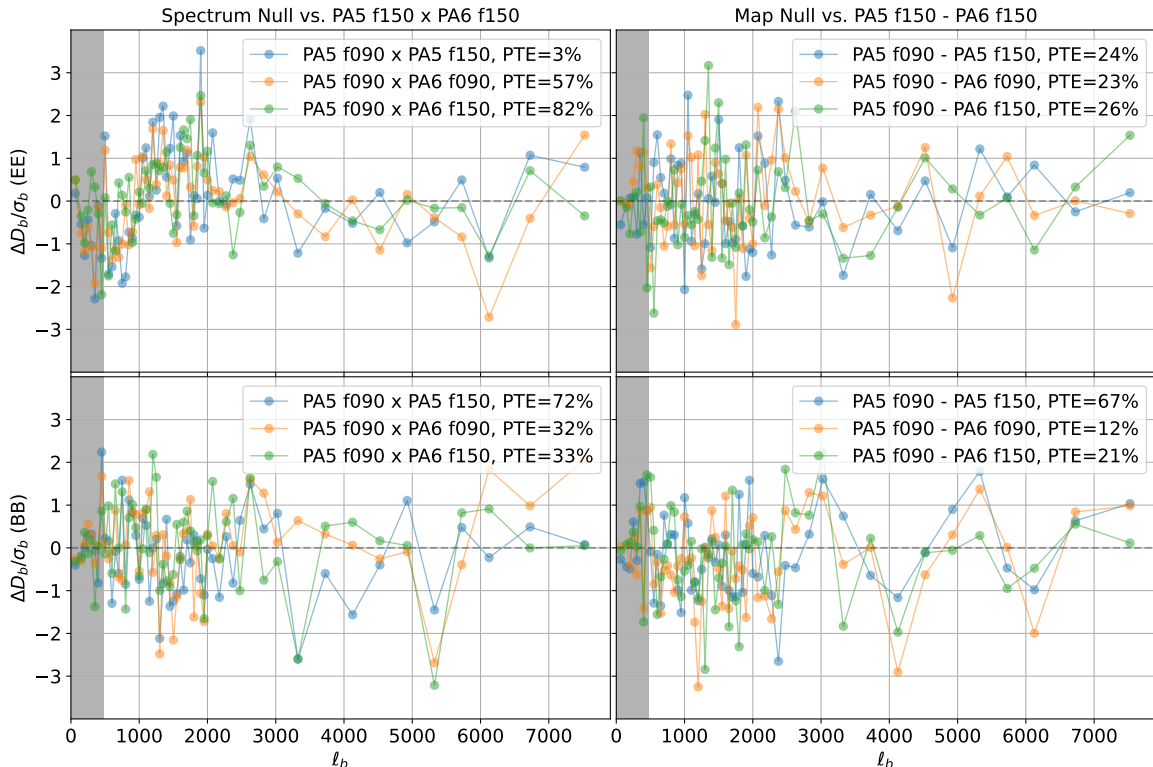 Spectrum Null vs. PA5 f150 x PA6 f150
Map Null vs. PA5 f150 - PA6 f150
PA5 f090 x PA5 f150, PTE=3%
PA5 f090 x PA6 f090, PTE=57%
PA5 f090 x PA6 f150, PTE=82%
PA5 f090 - PA5 f150, PTE=24%
PA5 f090 - PA6 f090, PTE=23%
PA5 f090 - PA6 f150, PTE=26%
3
2
1
0
−1
−2
−3
ΔD_b/σ_b (EE)
ΔD_b/σ_b (EE)
PA5 f090 x PA5 f150, PTE=72%
PA5 f090 x PA6 f090, PTE=32%
PA5 f090 x PA6 f150, PTE=33%
PA5 f090 - PA5 f150, PTE=67%
PA5 f090 - PA6 f090, PTE=12%
PA5 f090 - PA6 f150, PTE=21%
3
2
1
0
−1
−2
−3
ΔD_b/σ_b (BB)
0 1000 2000 3000 4000 5000 6000 7000
0 1000 2000 3000 4000 5000 6000 7000
ℓ_b
ℓ_b